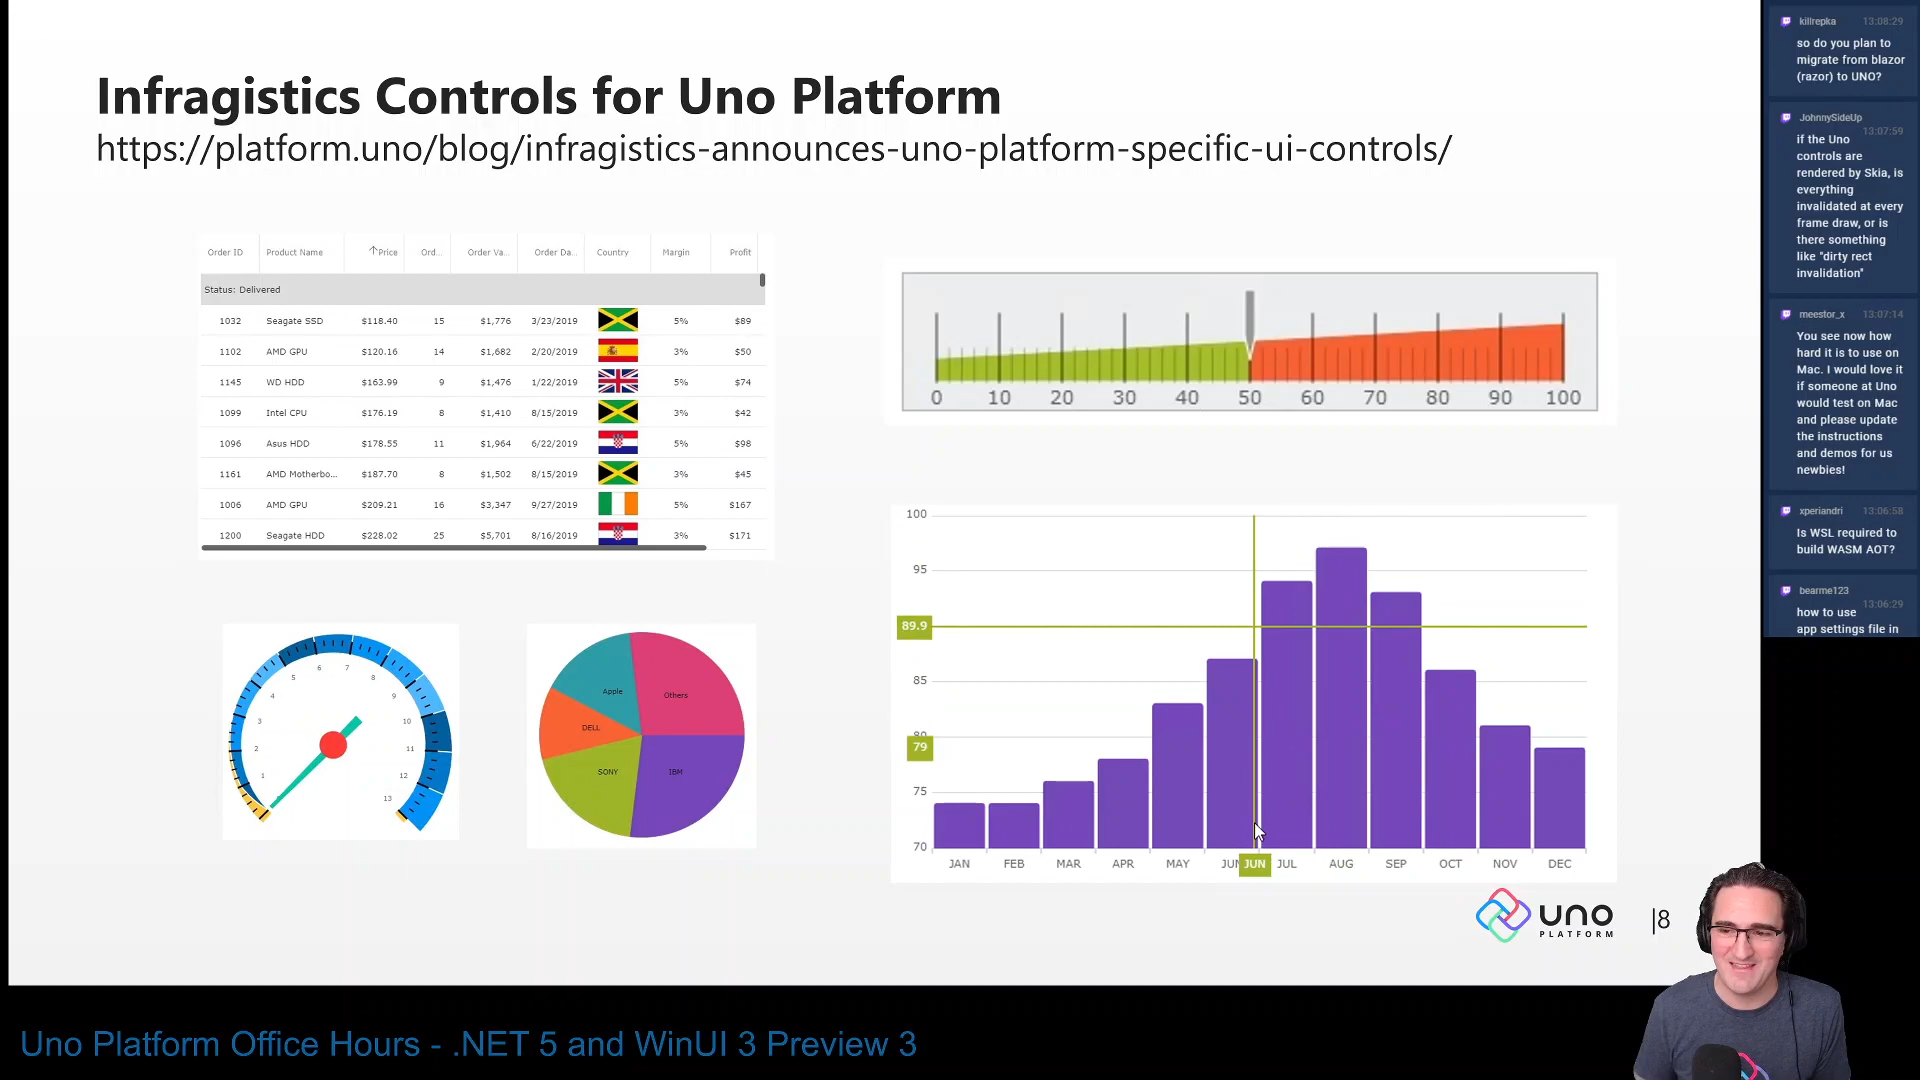 Infragistics Controls for Uno Platform
https://platform.uno/blog/infragistics-announces-uno-platform-specific-ui-controls/
Order ID Product Name ↑Price Ord... Order Va... Order Da... Country Margin Profit
Status: Delivered
1032 Seagate SSD $118.40 15 $1,776 3/23/2019 5% $89
1102 AMD GPU $120.16 14 $1,682 2/20/2019 3% $50
1145 WD HDD $163.99 9 $1,476 1/22/2019 5% $74
1099 Intel CPU $176.19 8 $1,410 8/15/2019 3% $42
1096 Asus HDD $178.55 11 $1,964 6/22/2019 5% $98
1161 AMD Motherbo... $187.70 8 $1,502 8/15/2019 3% $45
1006 AMD GPU $209.21 16 $3,347 9/27/2019 5% $167
1200 Seagate HDD $228.02 25 $5,701 8/16/2019 3% $171
0 10 20 30 40 50 60 70 80 90 100
1 2 3 4 5 6 7 8 9 10 11 12 13
Apple
Others
DELL
SONY
IBM
100
95
89.9
85
80
79
75
70
JAN FEB MAR APR MAY JUN JUN JUL AUG SEP OCT NOV DEC
UNO
PLATFORM
|8
Uno Platform Office Hours - .NET 5 and WinUI 3 Preview 3
killrepka 13:08:29
so do you plan to
migrate from blazor
(razor) to UNO?
JohnnySideUp
13:07:59
if the Uno
controls are
rendered by Skia, is
everything
invalidated at every
frame draw, or is
there something
like "dirty rect
invalidation"
meestor_x 13:07:14
You see now how
hard it is to use on
Mac. I would love it
if someone at Uno
would test on Mac
and please update
the instructions
and demos for us
newbies!
xperiandri 13:06:58
Is WSL required to
build WASM AOT?
bearme123
13:06:29
how to use
app settings file in